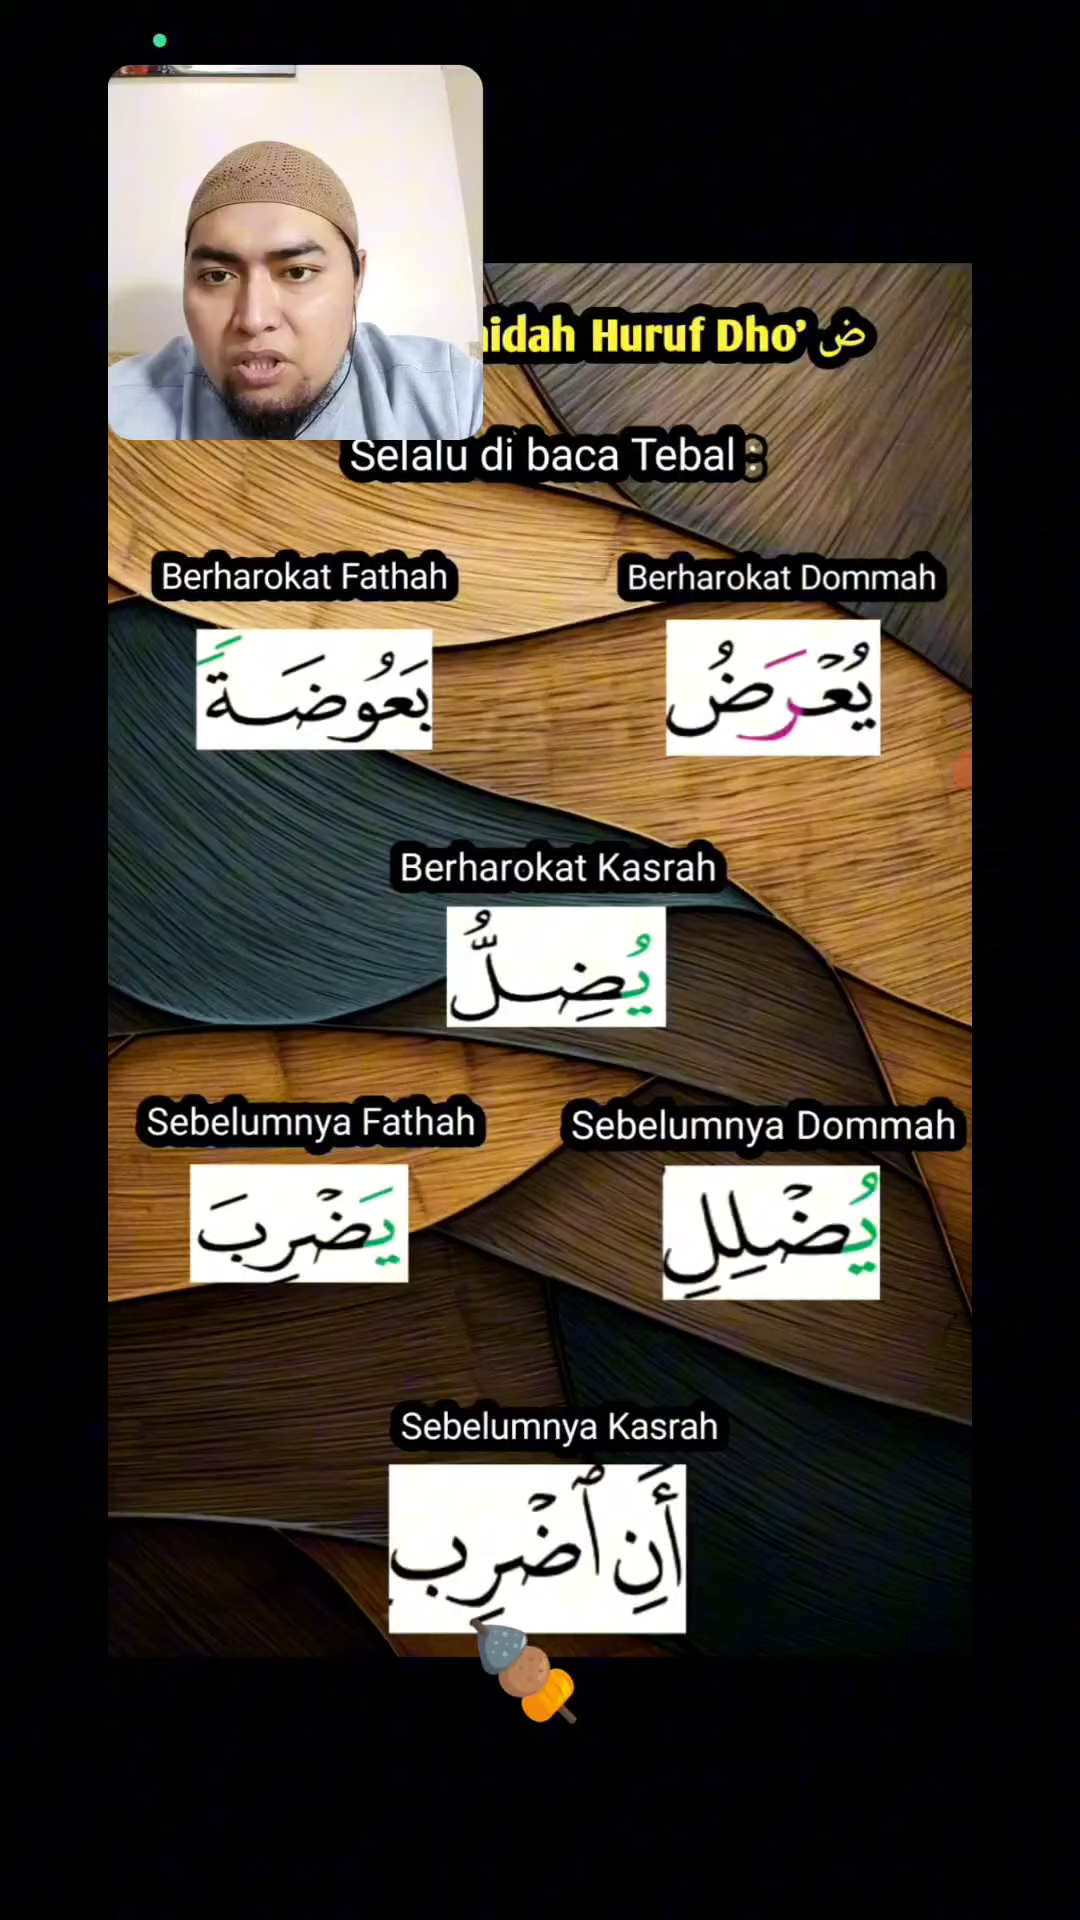 Huruf Dho’ ض
Selalu di baca Tebal :
Berharokat Fathah
Berharokat Dommah
بَعُوضَةً
يُعْرَضُ
Berharokat Kasrah
يُضِلُّ
Sebelumnya Fathah
Sebelumnya Dommah
يَضْرِبَ
يُضْلِلِ
Sebelumnya Kasrah
أَنِ ٱضْرِب